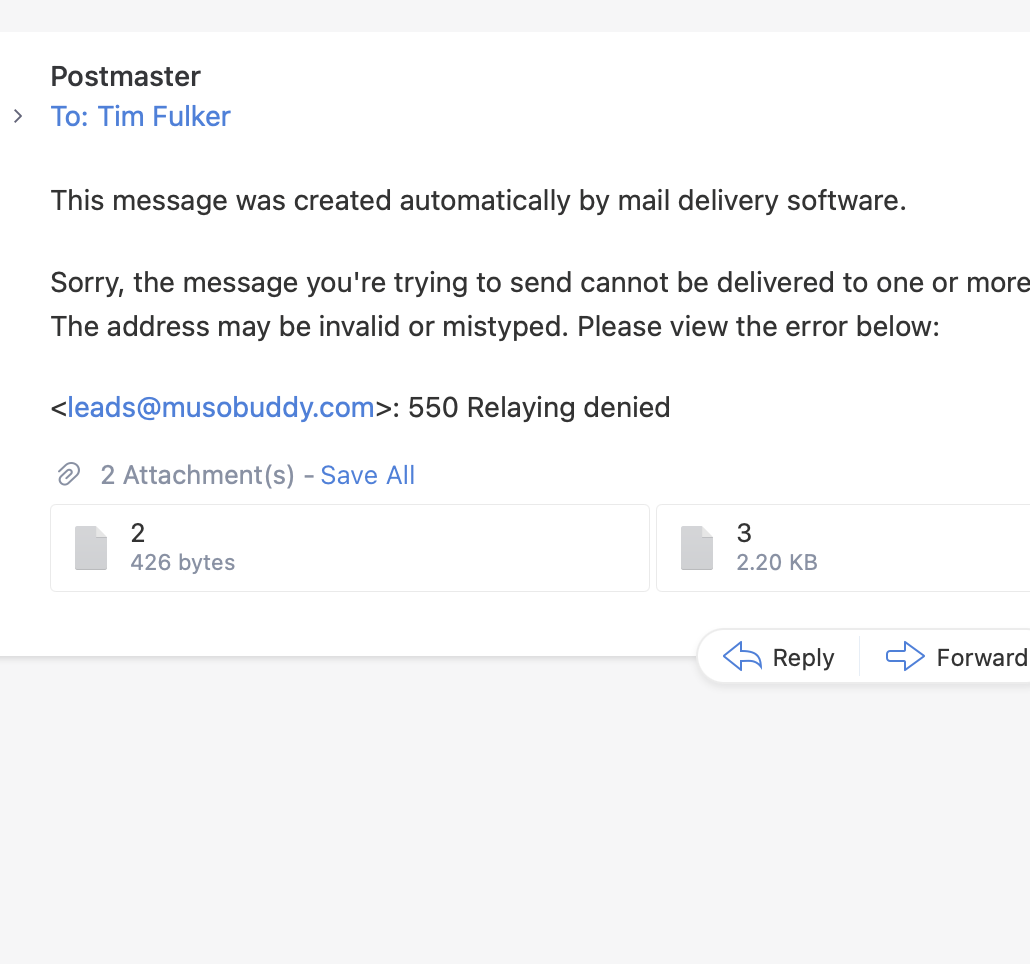 Postmaster
To: Tim Fulker
This message was created automatically by mail delivery software.
Sorry, the message you're trying to send cannot be delivered to one or more
The address may be invalid or mistyped. Please view the error below:
<leads@musobuddy.com>: 550 Relaying denied
2 Attachment(s) - Save All
2
426 bytes
3
2.20 KB
Reply
Forward